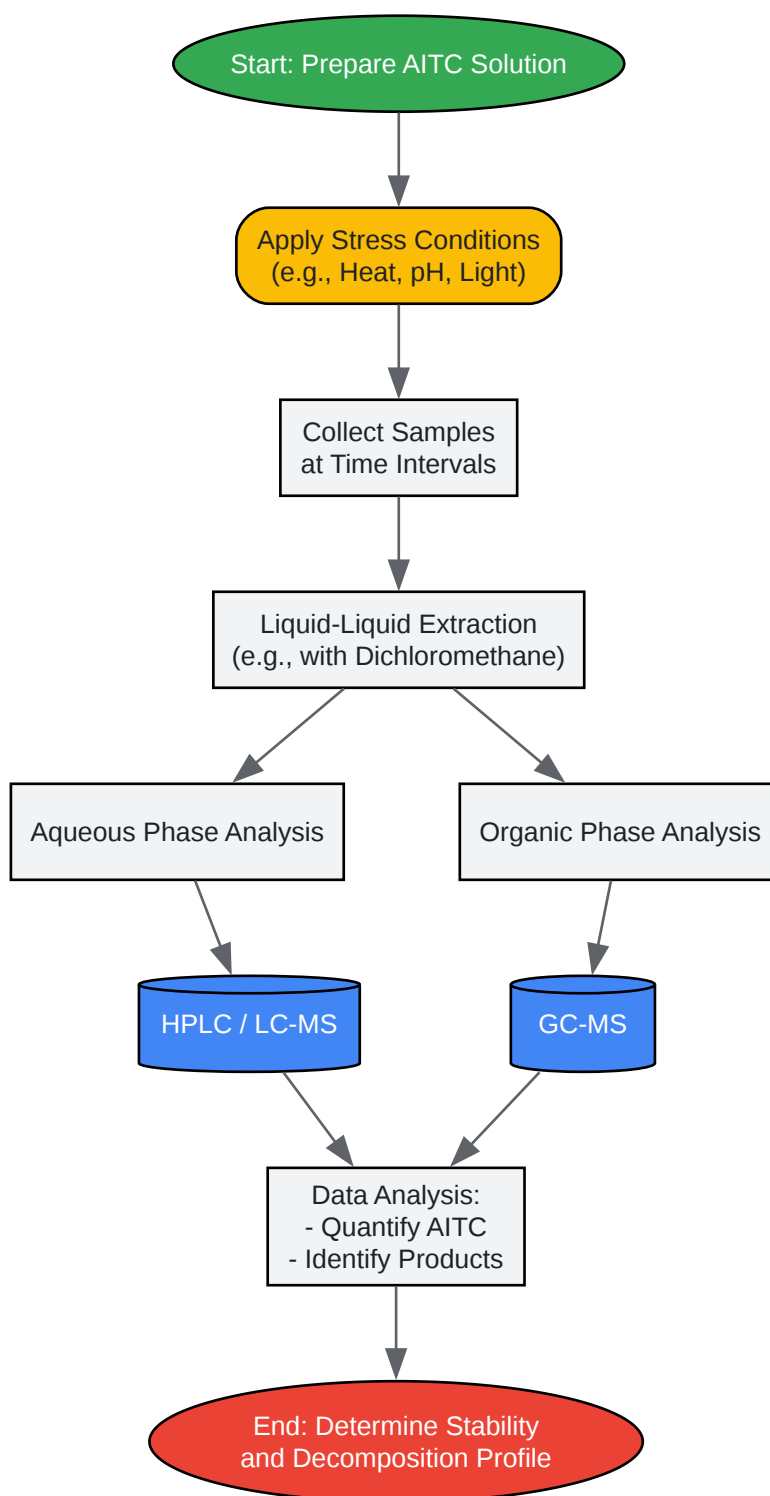 Start: Prepare AITC Solution
Apply Stress Conditions
(e.g., Heat, pH, Light)
Collect Samples
at Time Intervals
Liquid-Liquid Extraction
(e.g., with Dichloromethane)
Aqueous Phase Analysis
Organic Phase Analysis
HPLC / LC-MS
GC-MS
Data Analysis:
- Quantify AITC
- Identify Products
End: Determine Stability
and Decomposition Profile